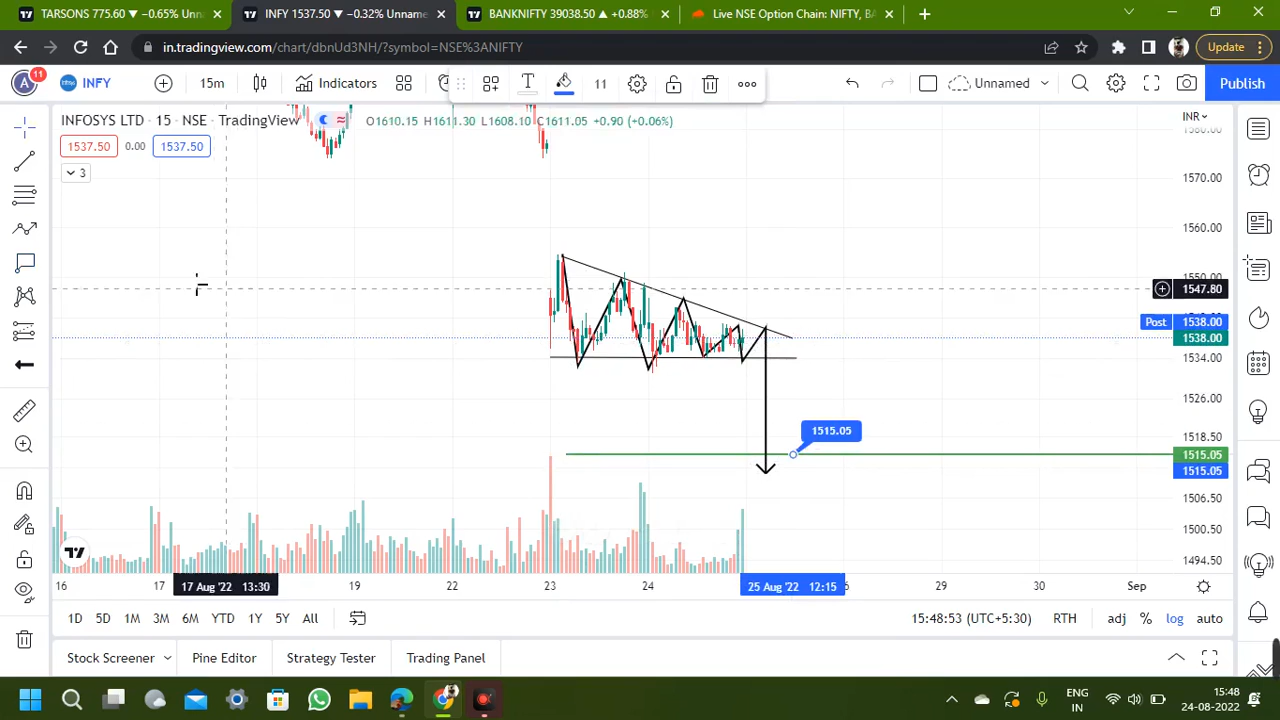 TARSONS 775.60 ▼ −0.65% Unnam
INFY 1537.50 ▼ −0.32% Unname
BANKNIFTY 39038.50 ▲ +0.88%
Live NSE Option Chain: NIFTY, BA
in.tradingview.com/chart/dbnUd3NH/?symbol=NSE%3ANIFTY
Update
A
11
INFY
15m
Indicators
T
11
Unnamed
Publish
INFOSYS LTD · 15 · NSE · TradingView
O1610.15 H1611.30 L1608.10 C1611.05 +0.90 (+0.06%)
INR
1537.50
0.00
1537.50
3
1580.00
1570.00
1560.00
1550.00
1547.80
Post 1538.00
1538.00
1534.00
1526.00
1518.50
1515.05
1515.05
1515.05
1506.50
1500.50
1494.50
16
17
17 Aug '22 13:30
19
22
23
24
25 Aug '22 12:15
29
30
Sep
1D
5D
1M
3M
6M
YTD
1Y
5Y
All
15:48:53 (UTC+5:30)
RTH
adj
%
log
auto
Stock Screener
Pine Editor
Strategy Tester
Trading Panel
ENG
IN
15:48
24-08-2022